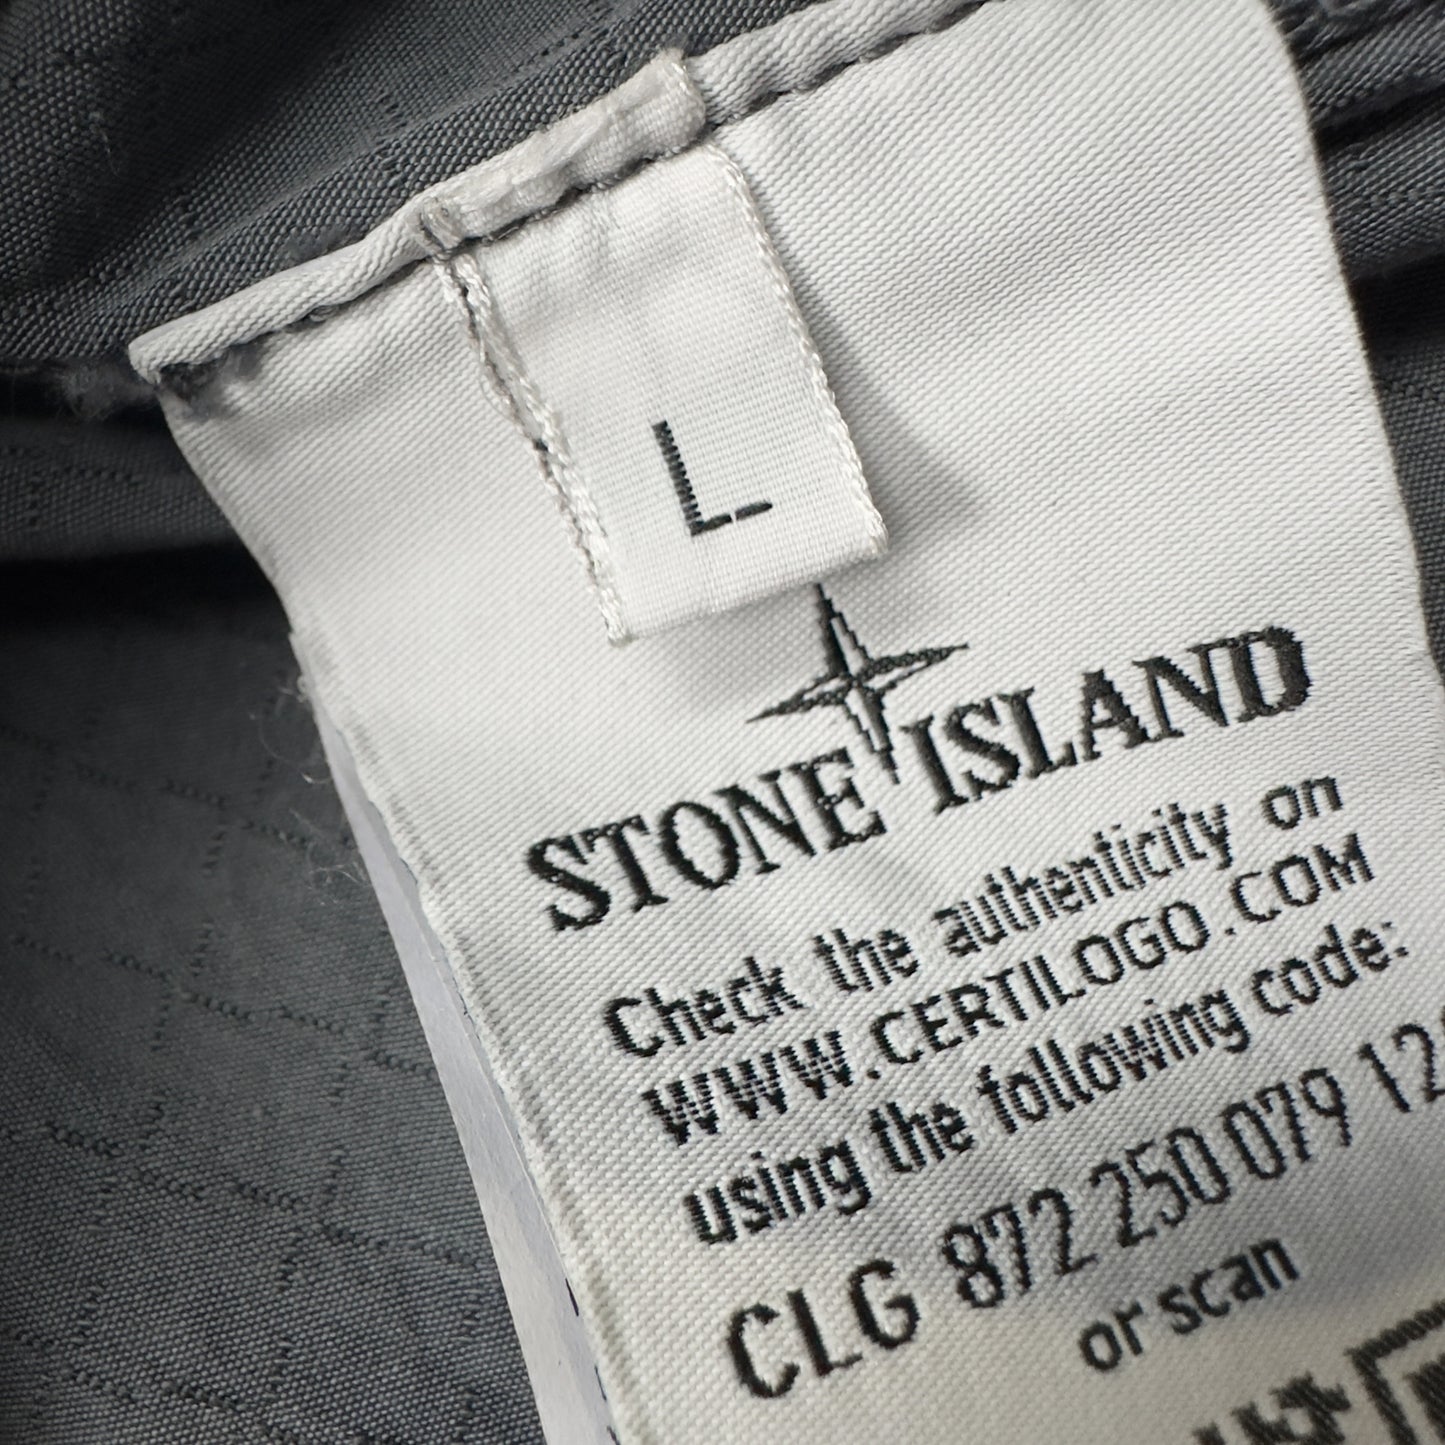 L
STONE ISLAND
Check the authenticity on
WWW.CERTILOGO.COM
using the following code:
CLG 872 250 079 12
or scan